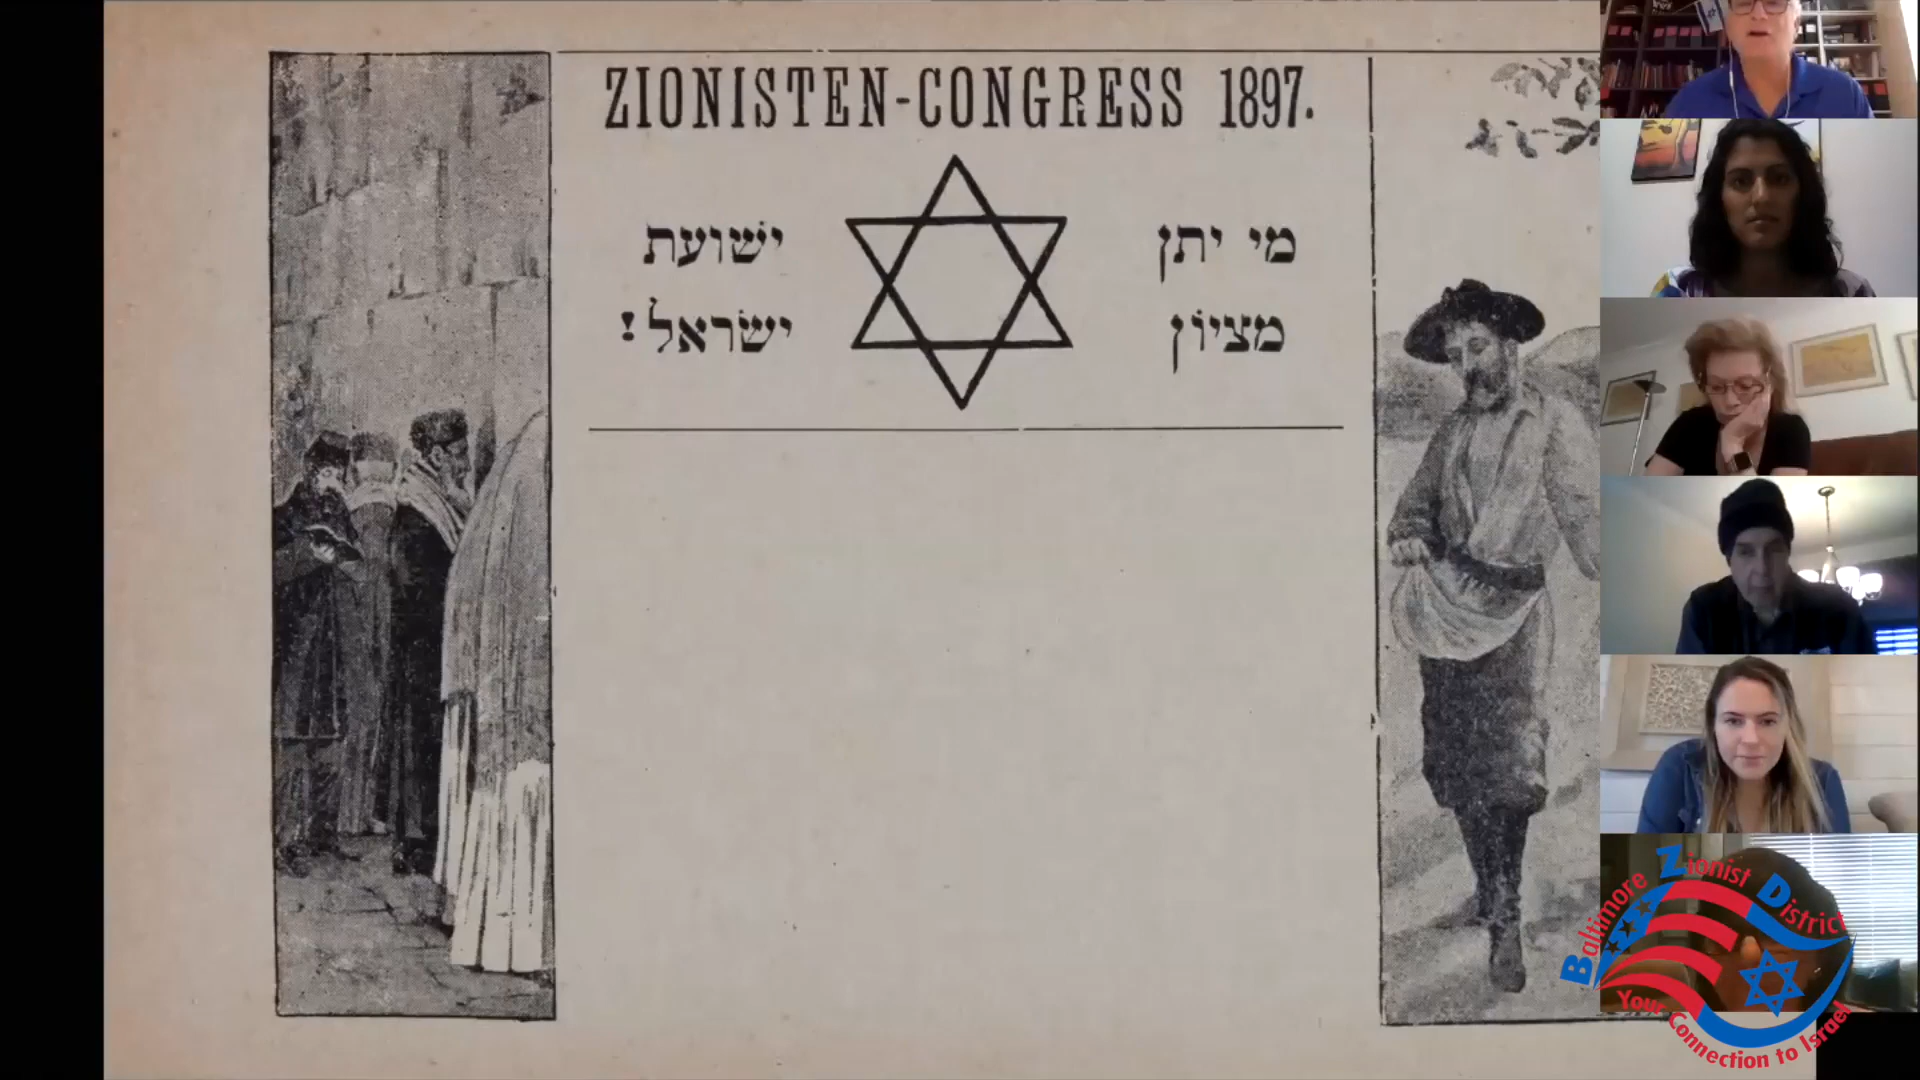 ZIONISTEN-CONGRESS 1897.
מי יתן
מציון
ישועת
ישראל!
Baltimore Zionist District
Your Connection to Israel